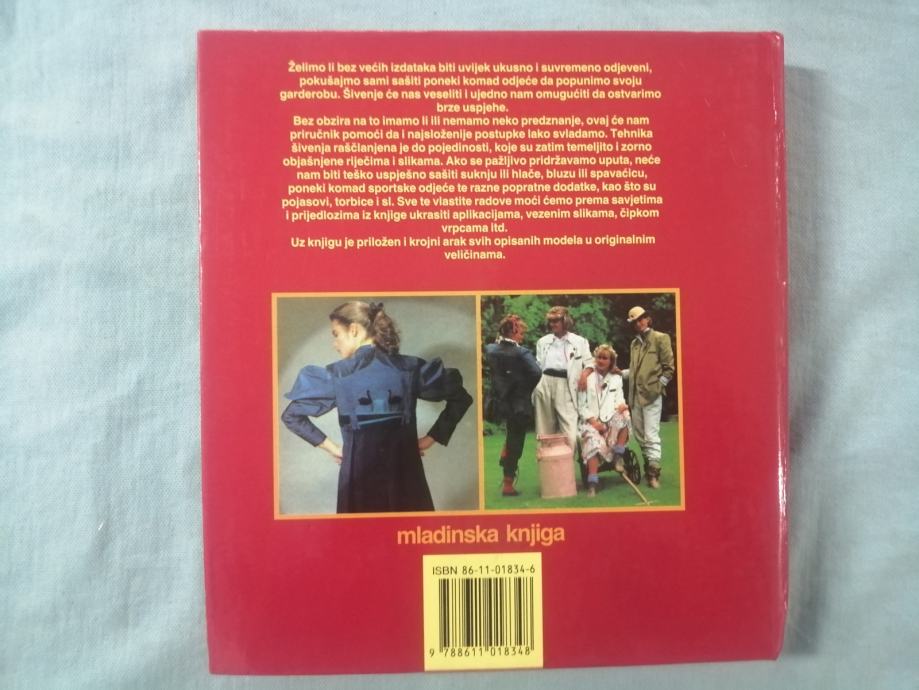 Želimo li bez većih izdataka biti uvijek ukusno i suvremeno odjeveni,
pokušajmo sami sašiti poneki komad odjeće da popunimo svoju
garderobu. Šivenje će nas veseliti i ujedno nam omugućiti da ostvarimo
brze uspjehe.
Bez obzira na to imamo li ili nemamo neko predznanje, ovaj će nam
priručnik pomoći da i najsloženije postupke lako svladamo. Tehnika
šivenja raščlanjena je do pojedinosti, koje su zatim temeljito i zorno
objašnjene riječima i slikama. Ako se pažljivo pridržavamo uputa, neće
nam biti teško uspješno sašiti suknju ili hlače, bluzu ili spavaćicu,
poneki komad sportske odjeće te razne popratne dodatke, kao što su
pojasovi, torbice i sl. Sve te vlastite radove moći ćemo prema savjetima
i prijedlozima iz knjige ukrasiti aplikacijama, vezenim slikama, čipkom
vrpcama itd.
Uz knjigu je priložen i krojni arak svih opisanih modela u originalnim
veličinama.
mladinska knjiga
ISBN 86-11-01834-6
9 788611 018348